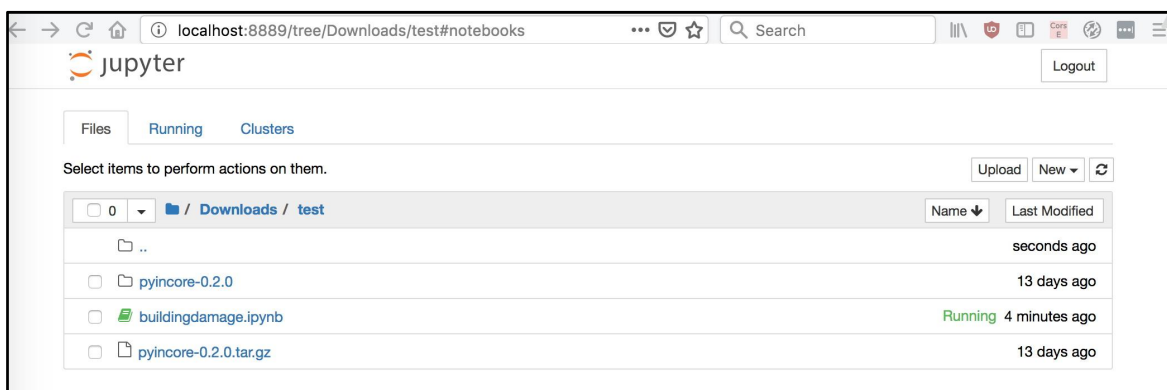 localhost:8889/tree/Downloads/test#notebooks ••• Search Cors E
jupyter Logout
Files Running Clusters
Select items to perform actions on them. Upload New
0 / Downloads / test Name Last Modified
.. seconds ago
pyincore-0.2.0 13 days ago
buildingdamage.ipynb Running 4 minutes ago
pyincore-0.2.0.tar.gz 13 days ago